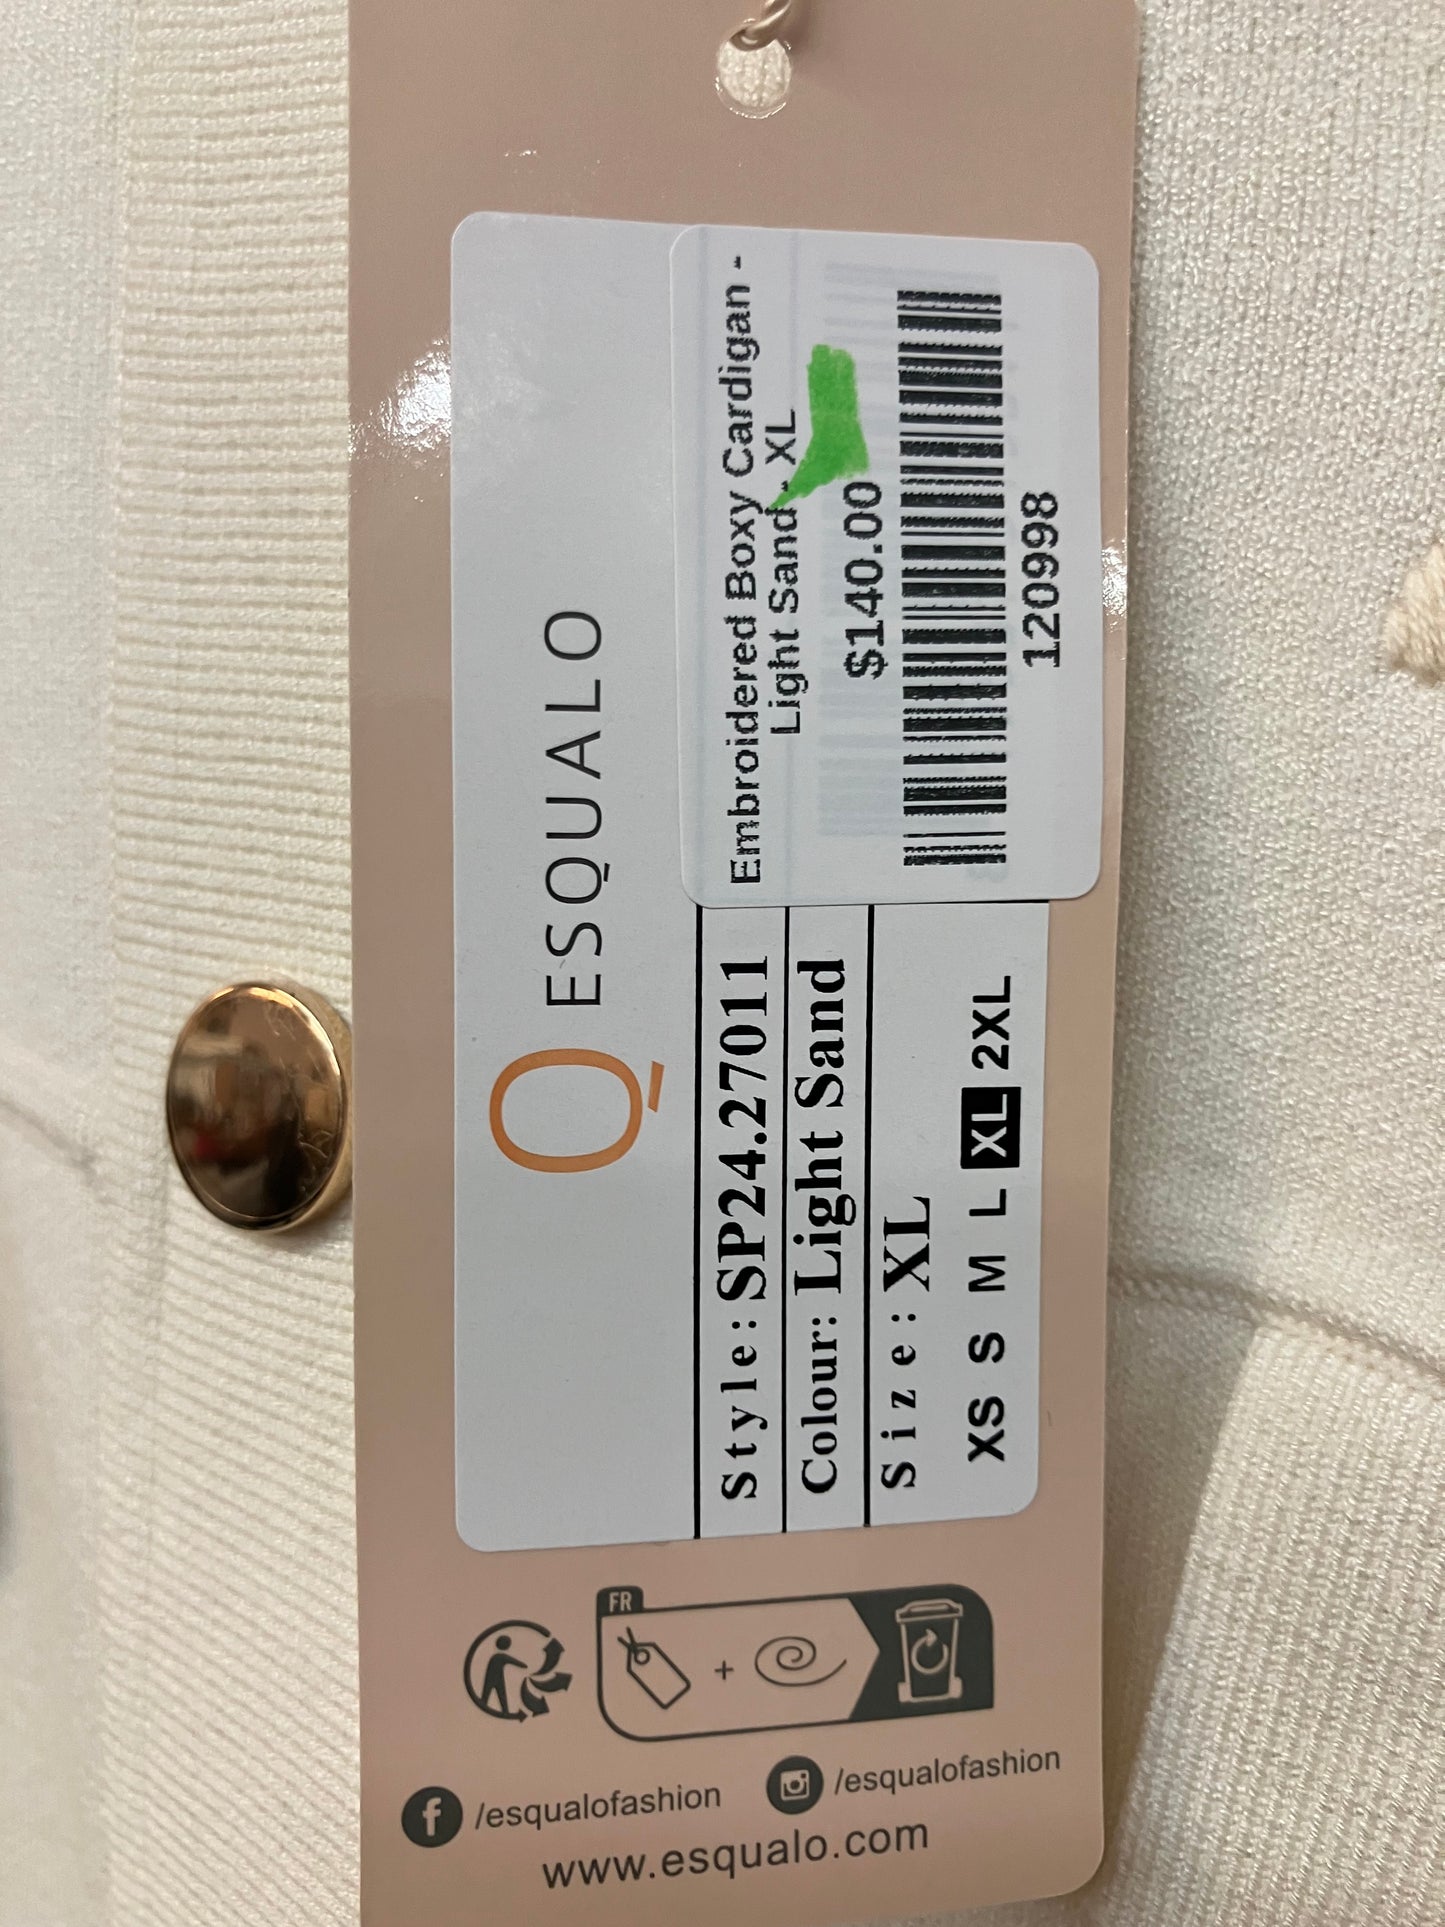 Q ESQUALO
Embroidered Boxy Cardigan -
Light Sand - XL
$140.00
120998
Style: SP24.27011
Colour: Light Sand
Size: XL
XS S M L XL 2XL
FR
+
f /esqualofashion
/esqualofashion
www.esqualo.com